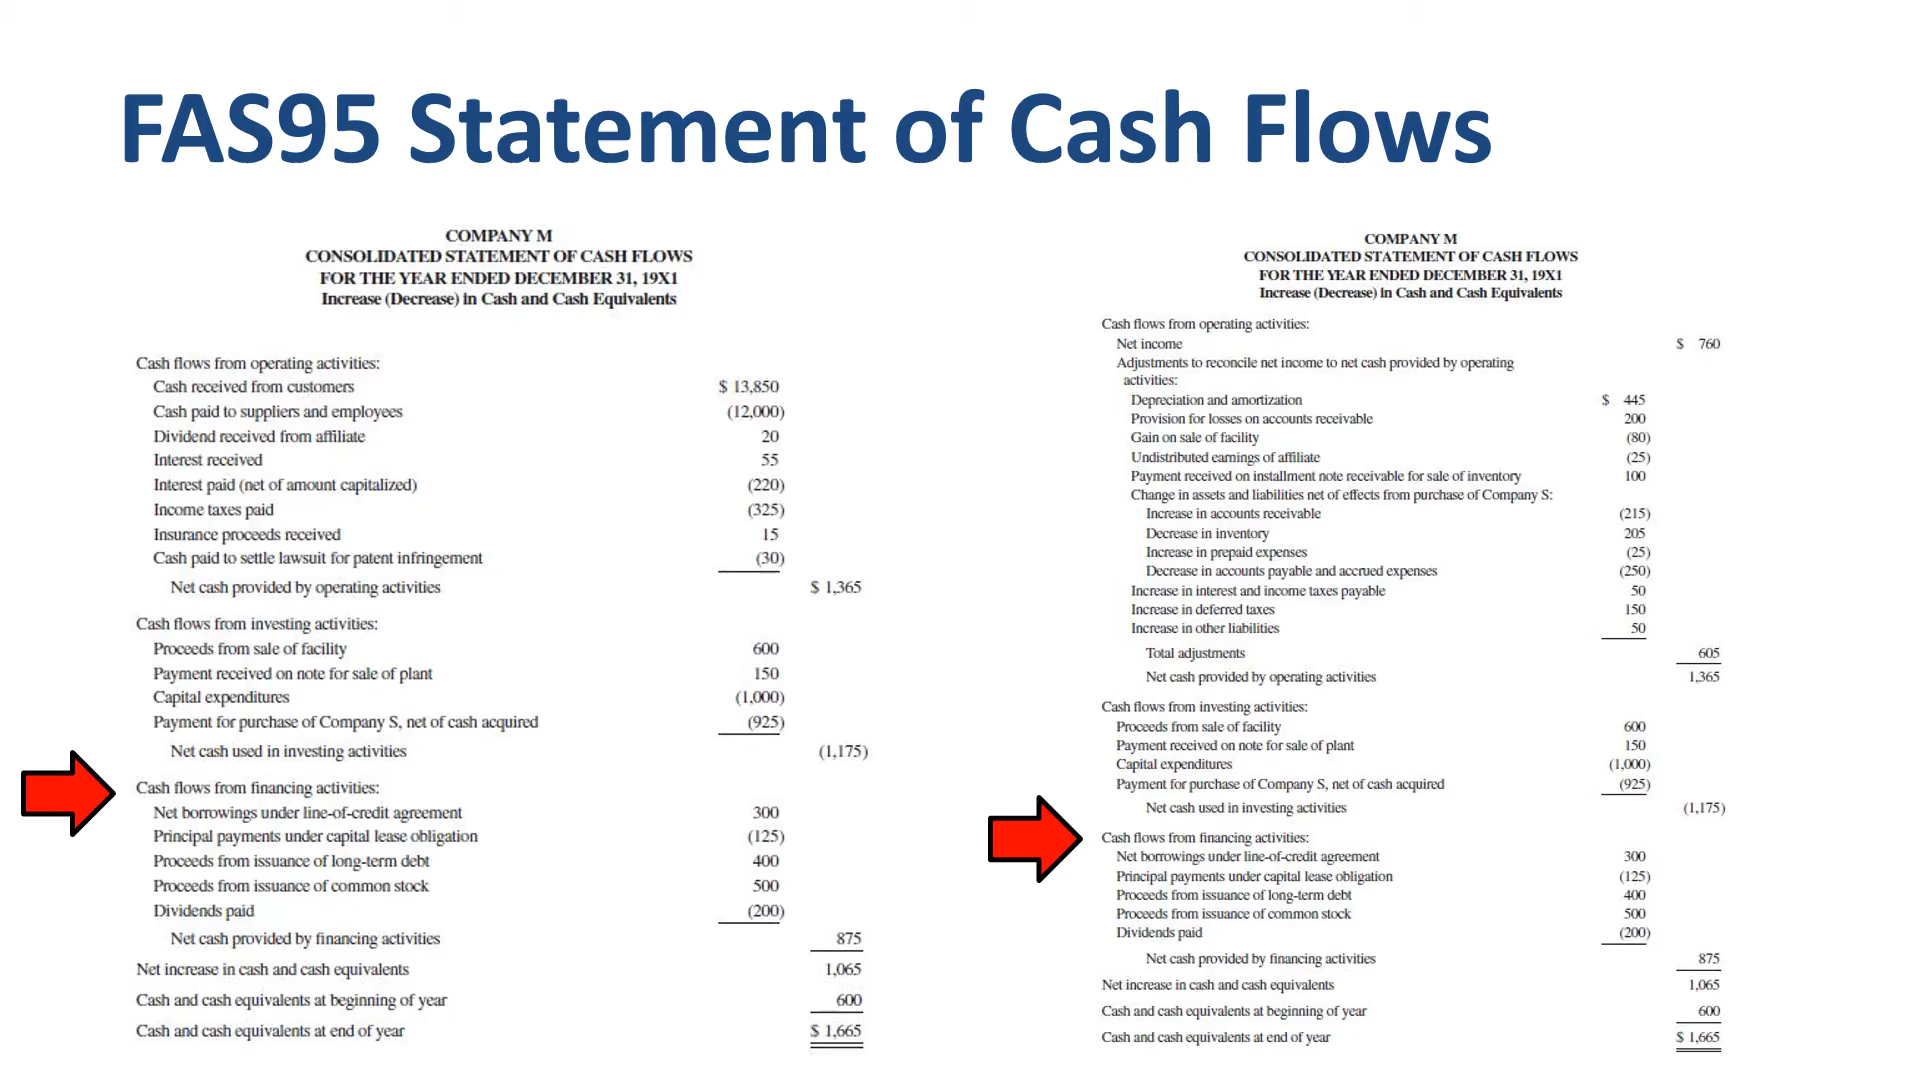 FAS95 Statement of Cash Flows
COMPANY M
CONSOLIDATED STATEMENT OF CASH FLOWS
FOR THE YEAR ENDED DECEMBER 31, 19X1
Increase (Decrease) in Cash and Cash Equivalents
Cash flows from operating activities:
Cash received from customers $ 13,850
Cash paid to suppliers and employees (12,000)
Dividend received from affiliate 20
Interest received 55
Interest paid (net of amount capitalized) (220)
Income taxes paid (325)
Insurance proceeds received 15
Cash paid to settle lawsuit for patent infringement (30)
Net cash provided by operating activities $ 1,365
Cash flows from investing activities:
Proceeds from sale of facility 600
Payment received on note for sale of plant 150
Capital expenditures (1,000)
Payment for purchase of Company S, net of cash acquired (925)
Net cash used in investing activities (1,175)
Cash flows from financing activities:
Net borrowings under line-of-credit agreement 300
Principal payments under capital lease obligation (125)
Proceeds from issuance of long-term debt 400
Proceeds from issuance of common stock 500
Dividends paid (200)
Net cash provided by financing activities 875
Net increase in cash and cash equivalents 1,065
Cash and cash equivalents at beginning of year 600
Cash and cash equivalents at end of year $ 1,665
COMPANY M
CONSOLIDATED STATEMENT OF CASH FLOWS
FOR THE YEAR ENDED DECEMBER 31, 19X1
Increase (Decrease) in Cash and Cash Equivalents
Cash flows from operating activities:
Net income $ 760
Adjustments to reconcile net income to net cash provided by operating
activities:
Depreciation and amortization $ 445
Provision for losses on accounts receivable 200
Gain on sale of facility (80)
Undistributed earnings of affiliate (25)
Payment received on installment note receivable for sale of inventory 100
Change in assets and liabilities net of effects from purchase of Company S:
Increase in accounts receivable (215)
Decrease in inventory 205
Increase in prepaid expenses (25)
Decrease in accounts payable and accrued expenses (250)
Increase in interest and income taxes payable 50
Increase in deferred taxes 150
Increase in other liabilities 50
Total adjustments 605
Net cash provided by operating activities 1,365
Cash flows from investing activities:
Proceeds from sale of facility 600
Payment received on note for sale of plant 150
Capital expenditures (1,000)
Payment for purchase of Company S, net of cash acquired (925)
Net cash used in investing activities (1,175)
Cash flows from financing activities:
Net borrowings under line-of-credit agreement 300
Principal payments under capital lease obligation (125)
Proceeds from issuance of long-term debt 400
Proceeds from issuance of common stock 500
Dividends paid (200)
Net cash provided by financing activities 875
Net increase in cash and cash equivalents 1,065
Cash and cash equivalents at beginning of year 600
Cash and cash equivalents at end of year $ 1,665